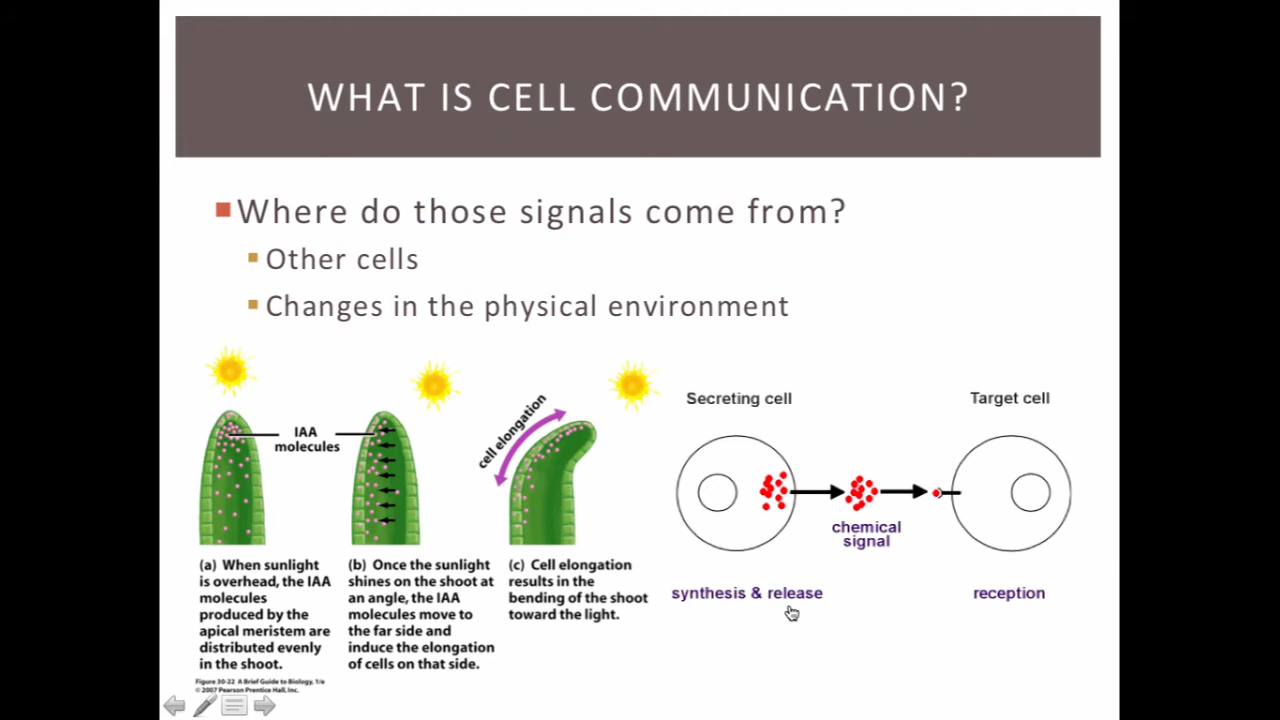 WHAT IS CELL COMMUNICATION?
Where do those signals come from?
Other cells
Changes in the physical environment
IAA
molecules
cell elongation
(a) When sunlight
is overhead, the IAA
molecules
produced by the
apical meristem are
distributed evenly
in the shoot.
(b) Once the sunlight
shines on the shoot at
an angle, the IAA
molecules move to
the far side and
induce the elongation
of cells on that side.
(c) Cell elongation
results in the
bending of the shoot
toward the light.
Figure 30-22 A Brief Guide to Biology, 1/e
© 2007 Pearson Prentice Hall, Inc.
Secreting cell
Target cell
chemical
signal
synthesis & release
reception